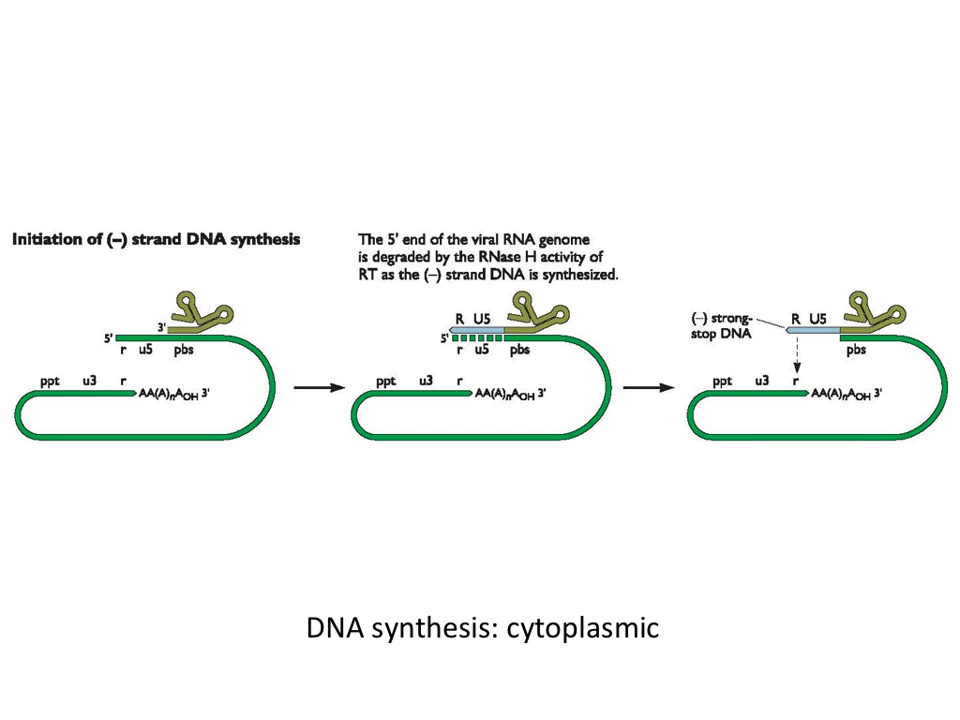 Initiation of (–) strand DNA synthesis
The 5' end of the viral RNA genome
is degraded by the RNase H activity of
RT as the (–) strand DNA is synthesized.
3'
5'
r u5 pbs
ppt u3 r
AA(A)nAOH 3'
R U5
5'
r u5 pbs
ppt u3 r
AA(A)nAOH 3'
(–) strong-
stop DNA
R U5
pbs
ppt u3 r
AA(A)nAOH 3'
DNA synthesis: cytoplasmic